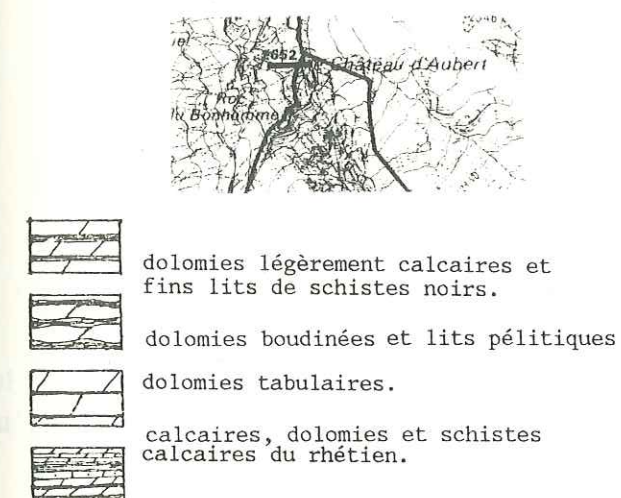 2652
Château d'Aubert
Roc
du Bonhomme
dolomies légèrement calcaires et
fins lits de schistes noirs.
dolomies boudinées et lits pélitiques
dolomies tabulaires.
calcaires, dolomies et schistes
calcaires du rhétien.